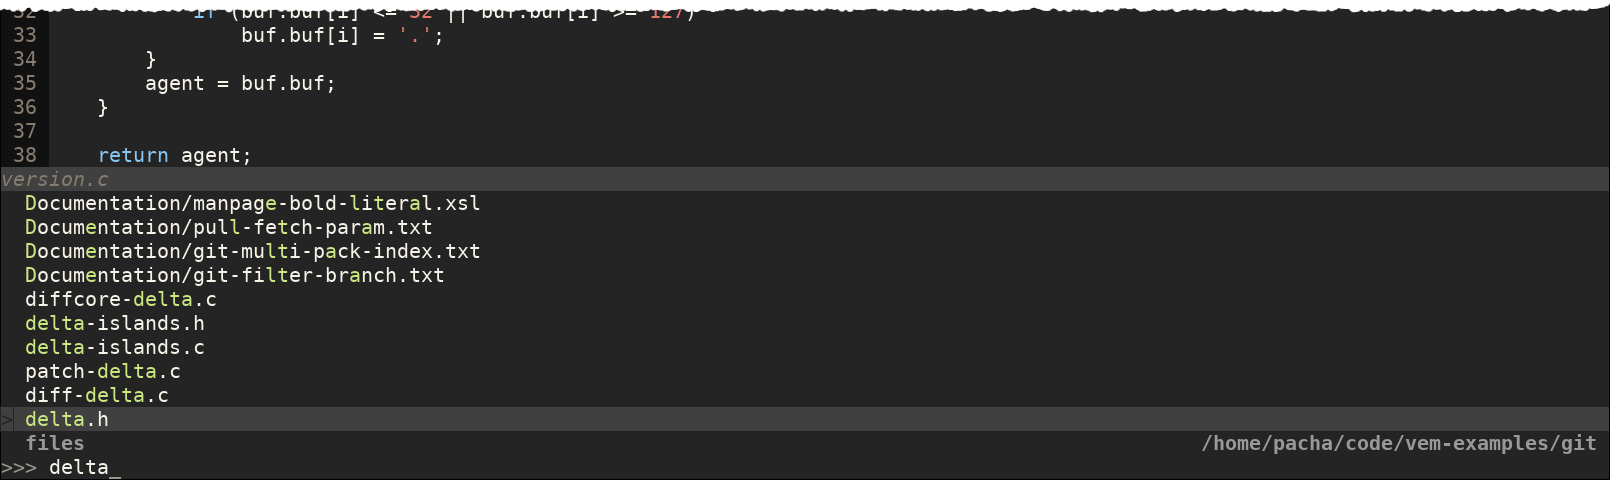 32             if (buf.buf[i] <= 32 || buf.buf[i] >= 127)
33                 buf.buf[i] = '.';
34         }
35         agent = buf.buf;
36     }
37
38     return agent;
version.c
Documentation/manpage-bold-literal.xsl
Documentation/pull-fetch-param.txt
Documentation/git-multi-pack-index.txt
Documentation/git-filter-branch.txt
diffcore-delta.c
delta-islands.h
delta-islands.c
patch-delta.c
diff-delta.c
> delta.h
files /home/pacha/code/vem-examples/git
>>> delta_